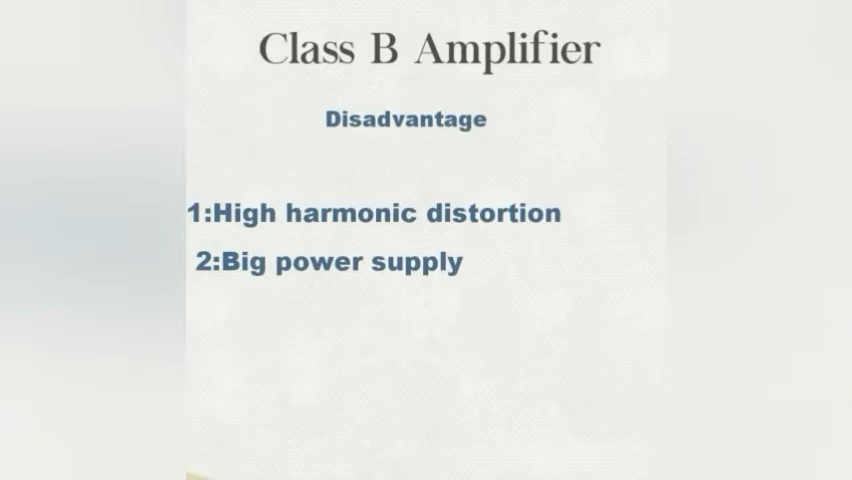 Class B Amplifier
Disadvantage
1:High harmonic distortion
2:Big power supply